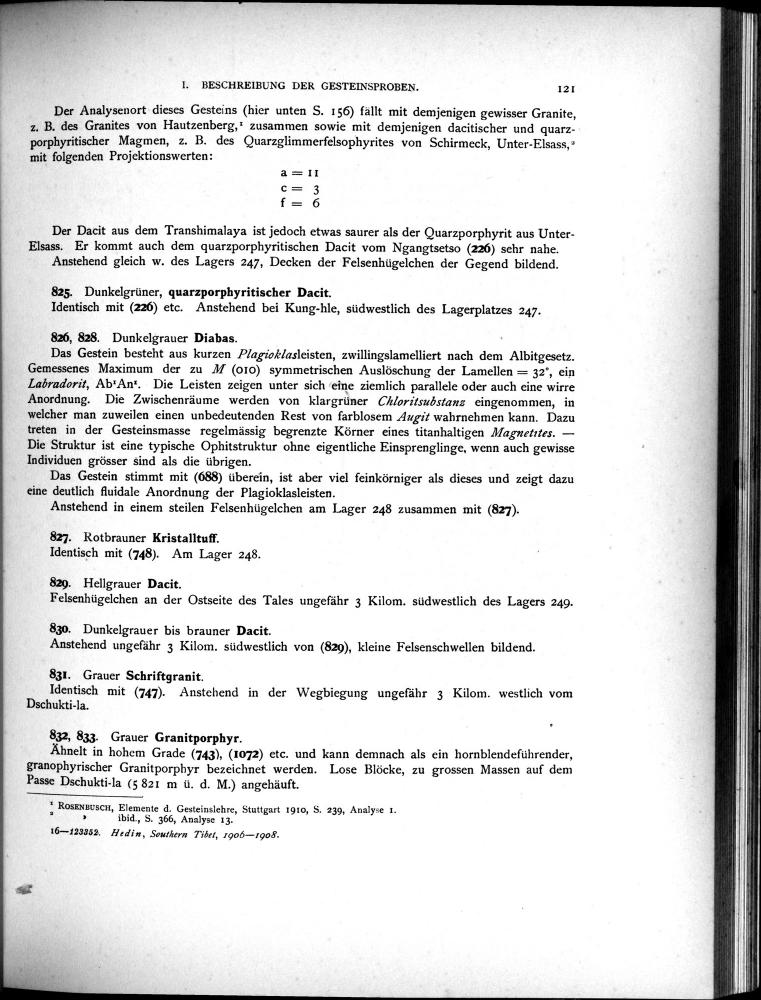 I. BESCHREIBUNG DER GESTEINSPROBEN. 121
Der Analysenort dieses Gesteins (hier unten S. 156) fällt mit demjenigen gewisser Granite,
z. B. des Granites von Hautzenberg,¹ zusammen sowie mit demjenigen dacitischer und quarz-
porphyritischer Magmen, z. B. des Quarzglimmerfelsophyrites von Schirmeck, Unter-Elsass,²
mit folgenden Projektionswerten:
a = 11
c = 3
f = 6
Der Dacit aus dem Transhimalaya ist jedoch etwas saurer als der Quarzporphyrit aus Unter-
Elsass. Er kommt auch dem quarzporphyritischen Dacit vom Ngangtsetso (226) sehr nahe.
Anstehend gleich w. des Lagers 247, Decken der Felsenhügelchen der Gegend bildend.
825. Dunkelgrüner, quarzporphyritischer Dacit.
Identisch mit (226) etc. Anstehend bei Kung-hle, südwestlich des Lagerplatzes 247.
826, 828. Dunkelgrauer Diabas.
Das Gestein besteht aus kurzen Plagioklasleisten, zwillingslamelliert nach dem Albitgesetz.
Gemessenes Maximum der zu M (010) symmetrischen Auslöschung der Lamellen = 32°, ein
Labradorit, Ab¹An¹. Die Leisten zeigen unter sich eine ziemlich parallele oder auch eine wirre
Anordnung. Die Zwischenräume werden von klargrüner Chloritsubstanz eingenommen, in
welcher man zuweilen einen unbedeutenden Rest von farblosem Augit wahrnehmen kann. Dazu
treten in der Gesteinsmasse regelmässig begrenzte Körner eines titanhaltigen Magnetites. —
Die Struktur ist eine typische Ophitstruktur ohne eigentliche Einsprenglinge, wenn auch gewisse
Individuen grösser sind als die übrigen.
Das Gestein stimmt mit (688) überein, ist aber viel feinkörniger als dieses und zeigt dazu
eine deutlich fluidale Anordnung der Plagioklasleisten.
Anstehend in einem steilen Felsenhügelchen am Lager 248 zusammen mit (827).
827. Rotbrauner Kristalltuff.
Identisch mit (748). Am Lager 248.
829. Hellgrauer Dacit.
Felsenhügelchen an der Ostseite des Tales ungefähr 3 Kilom. südwestlich des Lagers 249.
830. Dunkelgrauer bis brauner Dacit.
Anstehend ungefähr 3 Kilom. südwestlich von (829), kleine Felsenschwellen bildend.
831. Grauer Schriftgranit.
Identisch mit (747). Anstehend in der Wegbiegung ungefähr 3 Kilom. westlich vom
Dschukti-la.
832, 833. Grauer Granitporphyr.
Ähnelt in hohem Grade (743), (1072) etc. und kann demnach als ein hornblendeführender,
granophyrischer Granitporphyr bezeichnet werden. Lose Blöcke, zu grossen Massen auf dem
Passe Dschukti-la (5 821 m ü. d. M.) angehäuft.
¹ ROSENBUSCH, Elemente d. Gesteinslehre, Stuttgart 1910, S. 239, Analyse 1.
² » ibid., S. 366, Analyse 13.
16—123352. Hedin, Southern Tibet, 1906—1908.